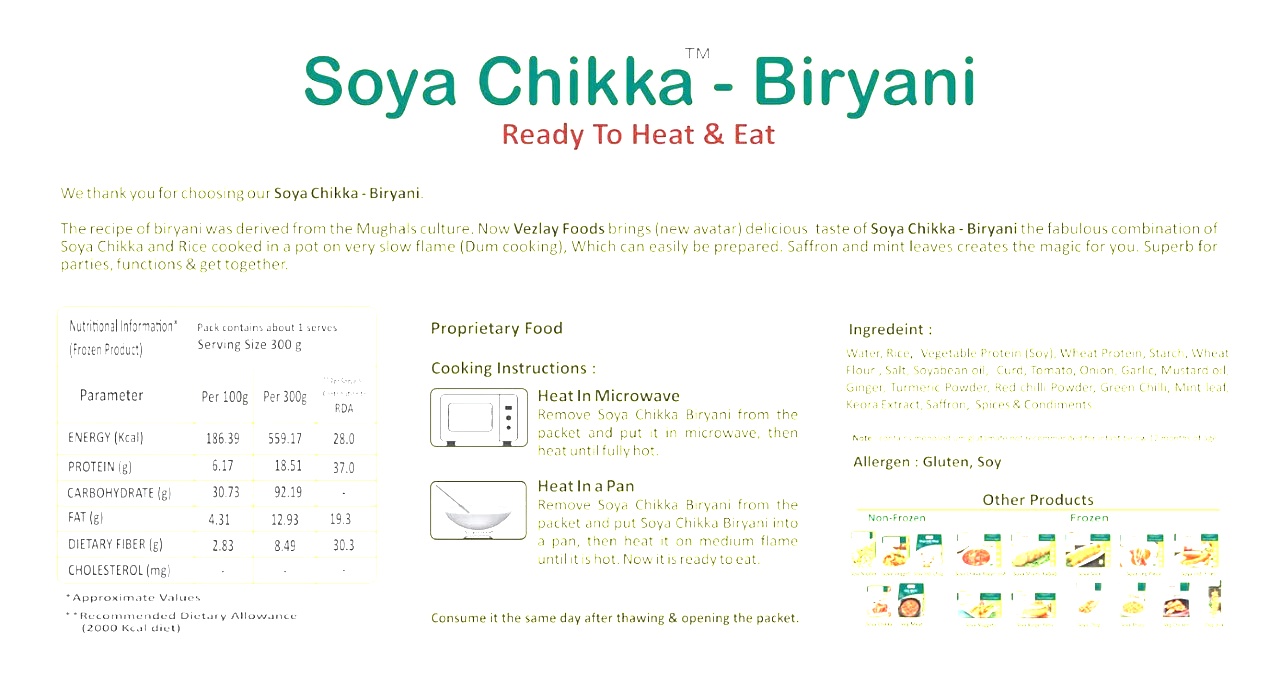 Soya Chikka™ - Biryani
Ready To Heat & Eat
We thank you for choosing our Soya Chikka - Biryani.
The recipe of biryani was derived from the Mughals culture. Now Vezlay Foods brings (new avatar) delicious taste of Soya Chikka - Biryani the fabulous combination of
Soya Chikka and Rice cooked in a pot on very slow flame (Dum cooking), Which can easily be prepared. Saffron and mint leaves creates the magic for you. Superb for
parties, functions & get together.
Nutritional Information*
(Frozen Product)
Pack contains about 1 serves
Serving Size 300 g
Parameter Per 100g Per 300g RDA
ENERGY (Kcal) 186.39 559.17 28.0
PROTEIN (g) 6.17 18.51 37.0
CARBOHYDRATE (g) 30.73 92.19 -
FAT (g) 4.31 12.93 19.3
DIETARY FIBER (g) 2.83 8.49 30.3
CHOLESTEROL (mg) - - -
*Approximate Values
**Recommended Dietary Allowance
(2000 Kcal diet)
Proprietary Food
Cooking Instructions :
Heat In Microwave
Remove Soya Chikka Biryani from the
packet and put it in microwave, then
heat until fully hot.
Heat In a Pan
Remove Soya Chikka Biryani from the
packet and put Soya Chikka Biryani into
a pan, then heat it on medium flame
until it is hot. Now it is ready to eat.
Consume it the same day after thawing & opening the packet.
Ingredeint :
Water, Rice, Vegetable Protein (Soy), Wheat Protein, Starch, Wheat
Flour, Salt, Soyabean oil, Curd, Tomato, Onion, Garlic, Mustard oil,
Ginger, Turmeric Powder, Red chilli Powder, Green Chilli, Mint leaf,
Keora Extract, Saffron, Spices & Condiments.
Note:
Allergen : Gluten, Soy
Other Products
Non-Frozen Frozen